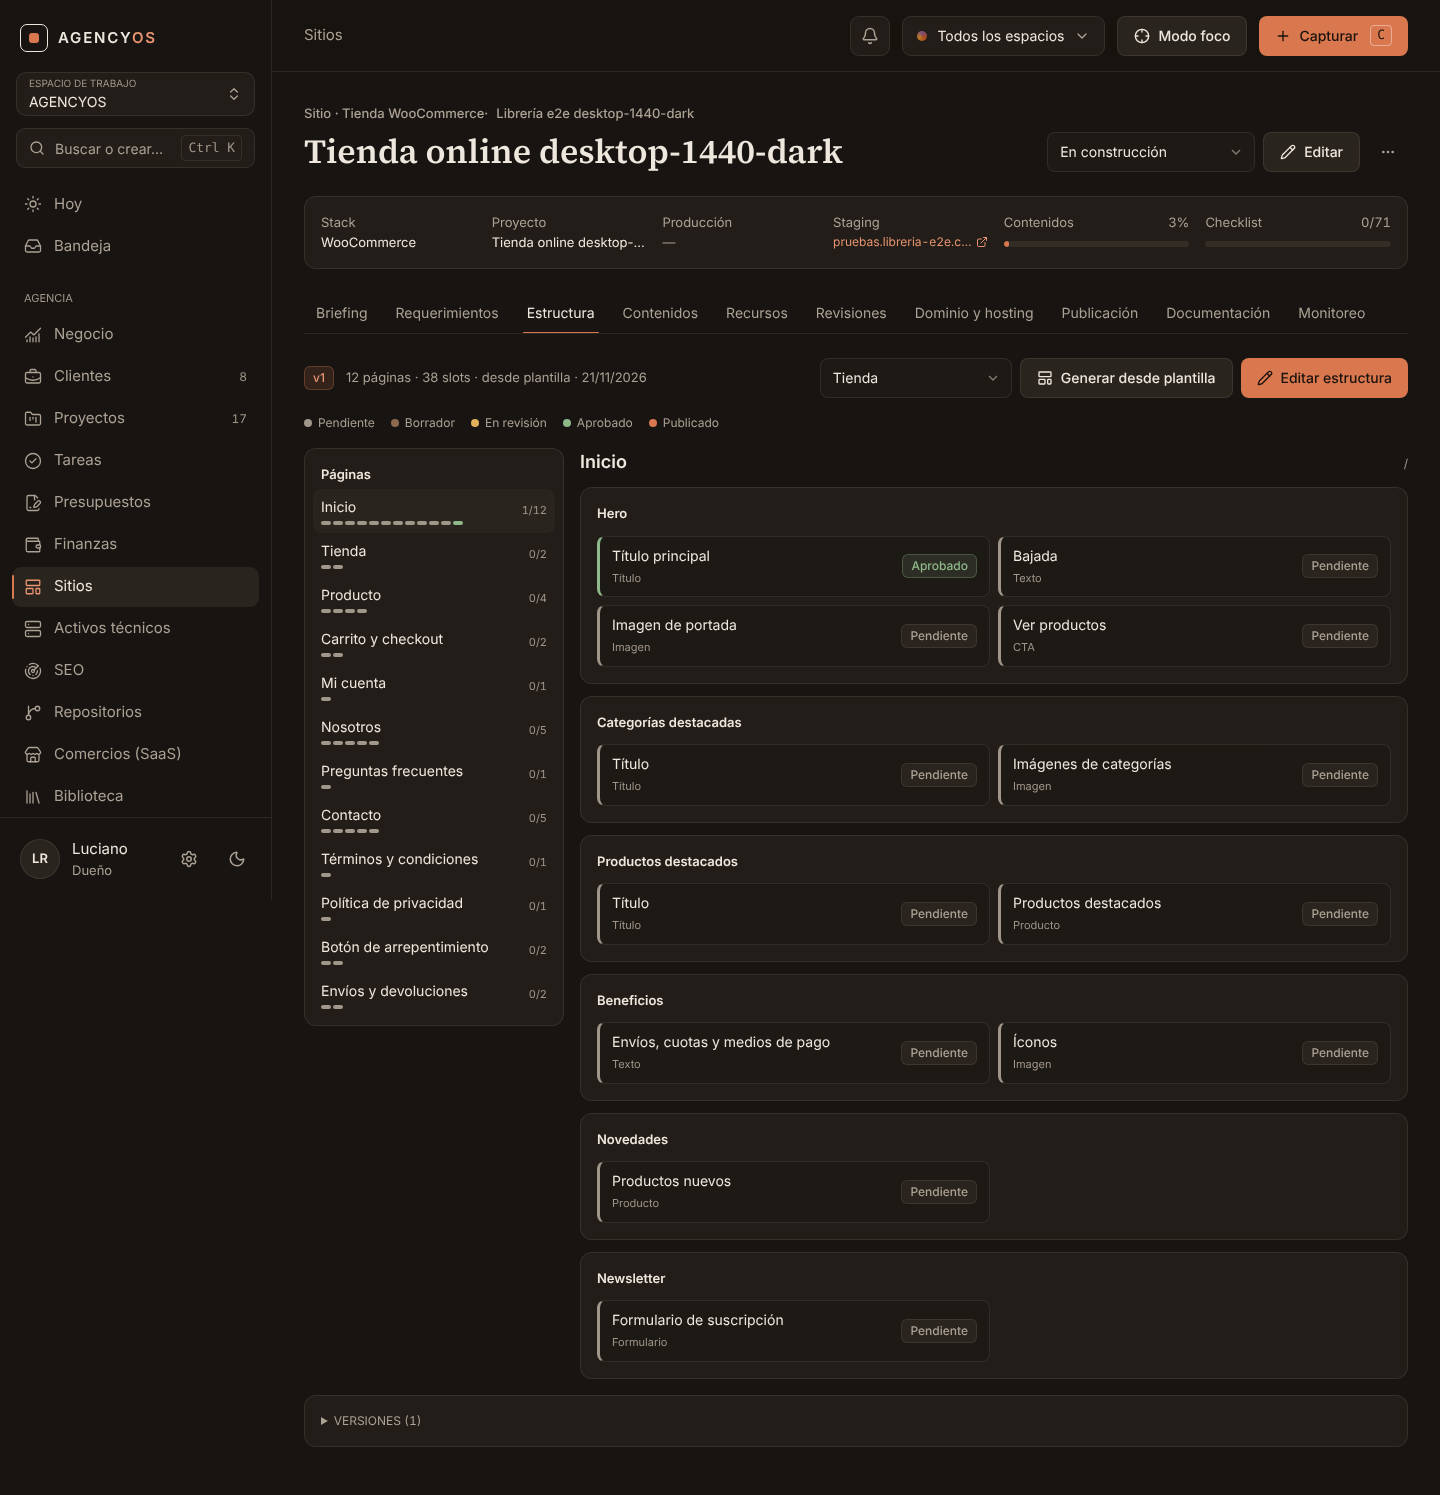 AGENCYOS
ESPACIO DE TRABAJO
AGENCYOS
Buscar o crear... Ctrl K
Hoy
Bandeja
AGENCIA
Negocio
Clientes 8
Proyectos 17
Tareas
Presupuestos
Finanzas
Sitios
Activos técnicos
SEO
Repositorios
Comercios (SaaS)
Biblioteca
LR Luciano
Dueño
Sitios
Todos los espacios
Modo foco
Capturar C
Sitio · Tienda WooCommerce · Librería e2e desktop-1440-dark
Tienda online desktop-1440-dark
En construcción
Editar
···
Stack
WooCommerce
Proyecto
Tienda online desktop-...
Producción
—
Staging
pruebas.libreria-e2e.c...
Contenidos 3%
Checklist 0/71
Briefing Requerimientos Estructura Contenidos Recursos Revisiones Dominio y hosting Publicación Documentación Monitoreo
v1 12 páginas · 38 slots · desde plantilla · 21/11/2026
Tienda
Generar desde plantilla
Editar estructura
Pendiente Borrador En revisión Aprobado Publicado
Páginas
Inicio 1/12
Tienda 0/2
Producto 0/4
Carrito y checkout 0/2
Mi cuenta 0/1
Nosotros 0/5
Preguntas frecuentes 0/1
Contacto 0/5
Términos y condiciones 0/1
Política de privacidad 0/1
Botón de arrepentimiento 0/2
Envíos y devoluciones 0/2
Inicio /
Hero
Título principal
Título
Aprobado
Bajada
Texto
Pendiente
Imagen de portada
Imagen
Pendiente
Ver productos
CTA
Pendiente
Categorías destacadas
Título
Título
Pendiente
Imágenes de categorías
Imagen
Pendiente
Productos destacados
Título
Título
Pendiente
Productos destacados
Producto
Pendiente
Beneficios
Envíos, cuotas y medios de pago
Texto
Pendiente
Íconos
Imagen
Pendiente
Novedades
Productos nuevos
Producto
Pendiente
Newsletter
Formulario de suscripción
Formulario
Pendiente
VERSIONES (1)